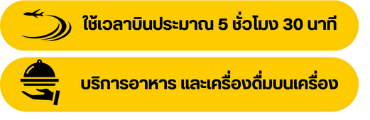 ใช้เวลาบินประมาณ 5 ชั่วโมง 30 นาที
บริการอาหาร และเครื่องดื่มบนเครื่อง